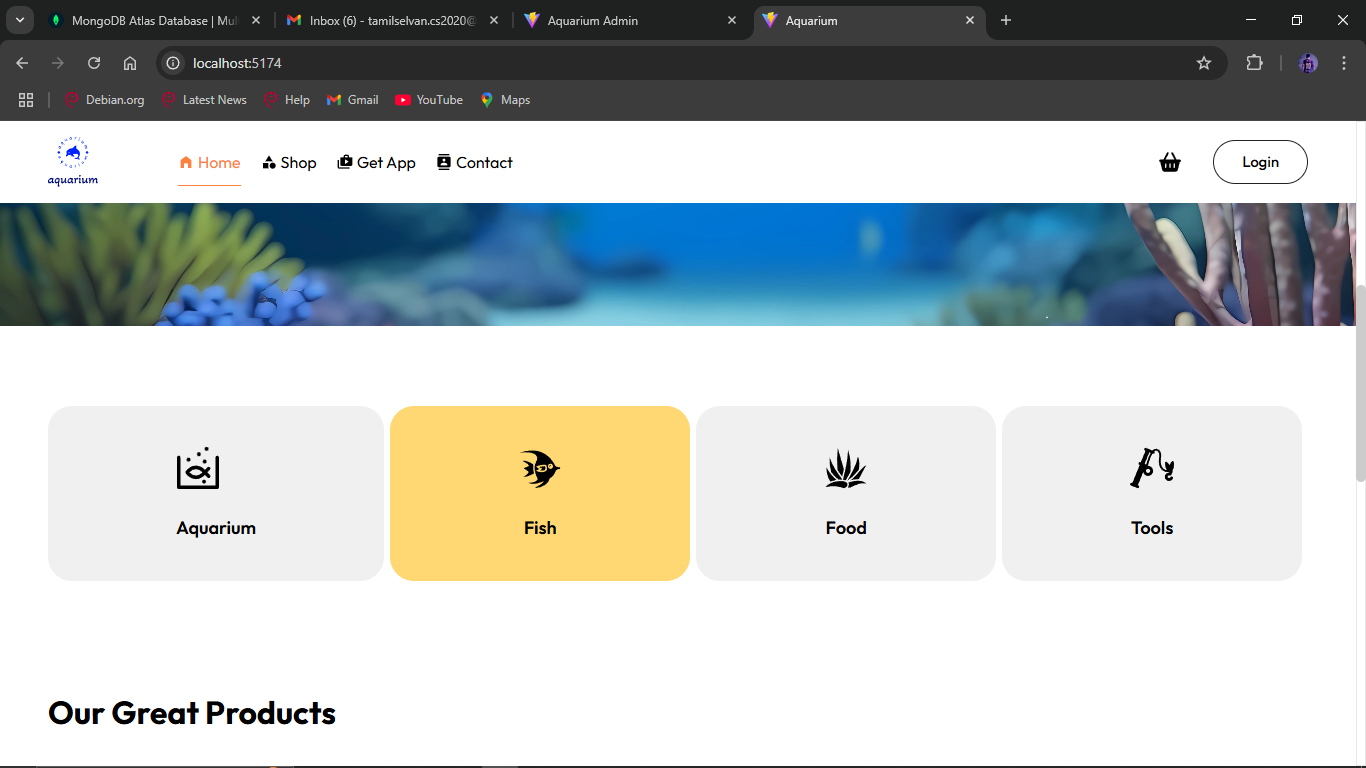 MongoDB Atlas Database | Mul
Inbox (6) - tamilselvan.cs2020@
Aquarium Admin
Aquarium
localhost:5174
Debian.org
Latest News
Help
Gmail
YouTube
Maps
aquarium
Home
Shop
Get App
Contact
Login
Aquarium
Fish
Food
Tools
Our Great Products